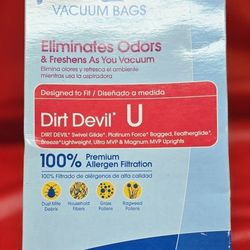 VACUUM BAGS
Eliminates Odors
& Freshens As You Vacuum
Elimina olores y refresca el ambiente
mientras usa la aspiradora
Designed to Fit / Diseñado a medida
Dirt Devil® U
DIRT DEVIL® Swivel Glide®, Platinum Force® Bagged, Featherglide®,
Breeze®Lightweight, Ultra MVP & Magnum MVP Uprights
100% Premium
Allergen Filtration
100% Filtrado de alérgenos de alta calidad
Dust Mite Household Grass Ragweed
Debris Fibers Pollens Pollens